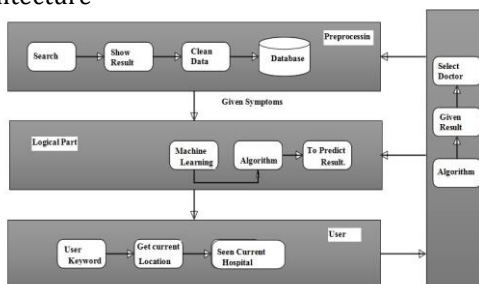 hitecture
Preprocessin
Search
Show
Result
Clean
Data
Database
Given Symptoms
Logical Part
Machine
Learning
Algorithm
To Predict
Result.
User
User
Keyword
Get current
Location
Seen Current
Hospital
Select
Doctor
Given
Result
Algorithm